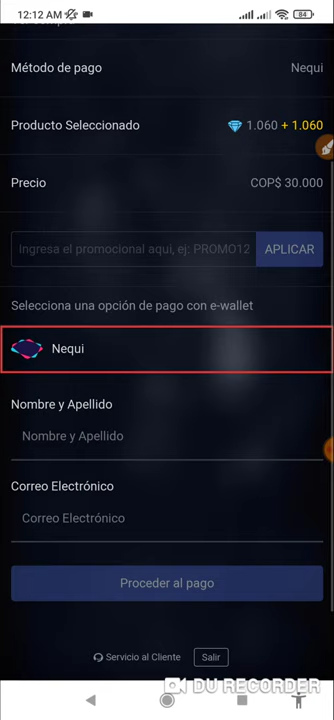 12:12 AM
84
Método de pago
Nequi
Producto Seleccionado
1.060 + 1.060
Precio
COP$ 30.000
Ingresa el promocional aqui, ej: PROMO12
APLICAR
Selecciona una opción de pago con e-wallet
Nequi
Nombre y Apellido
Nombre y Apellido
Correo Electrónico
Correo Electrónico
Proceder al pago
Servicio al Cliente
Salir
DU RECORDER